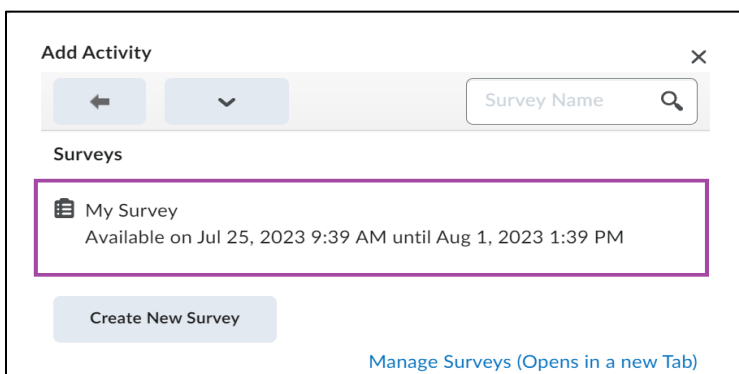 Add Activity
Survey Name
Surveys
My Survey
Available on Jul 25, 2023 9:39 AM until Aug 1, 2023 1:39 PM
Create New Survey
Manage Surveys (Opens in a new Tab)